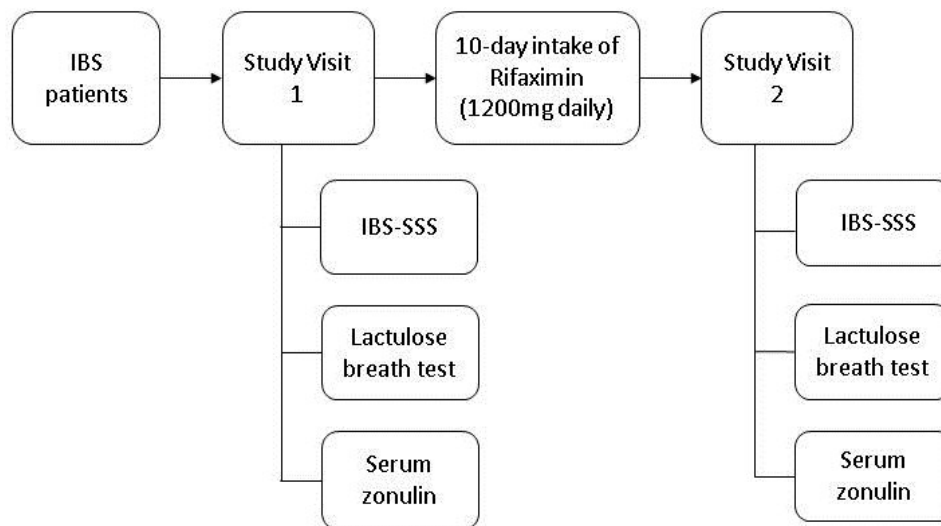 IBS
patients
Study Visit
1
10-day intake of
Rifaximin
(1200mg daily)
Study Visit
2
IBS-SSS
Lactulose
breath test
Serum
zonulin
IBS-SSS
Lactulose
breath test
Serum
zonulin